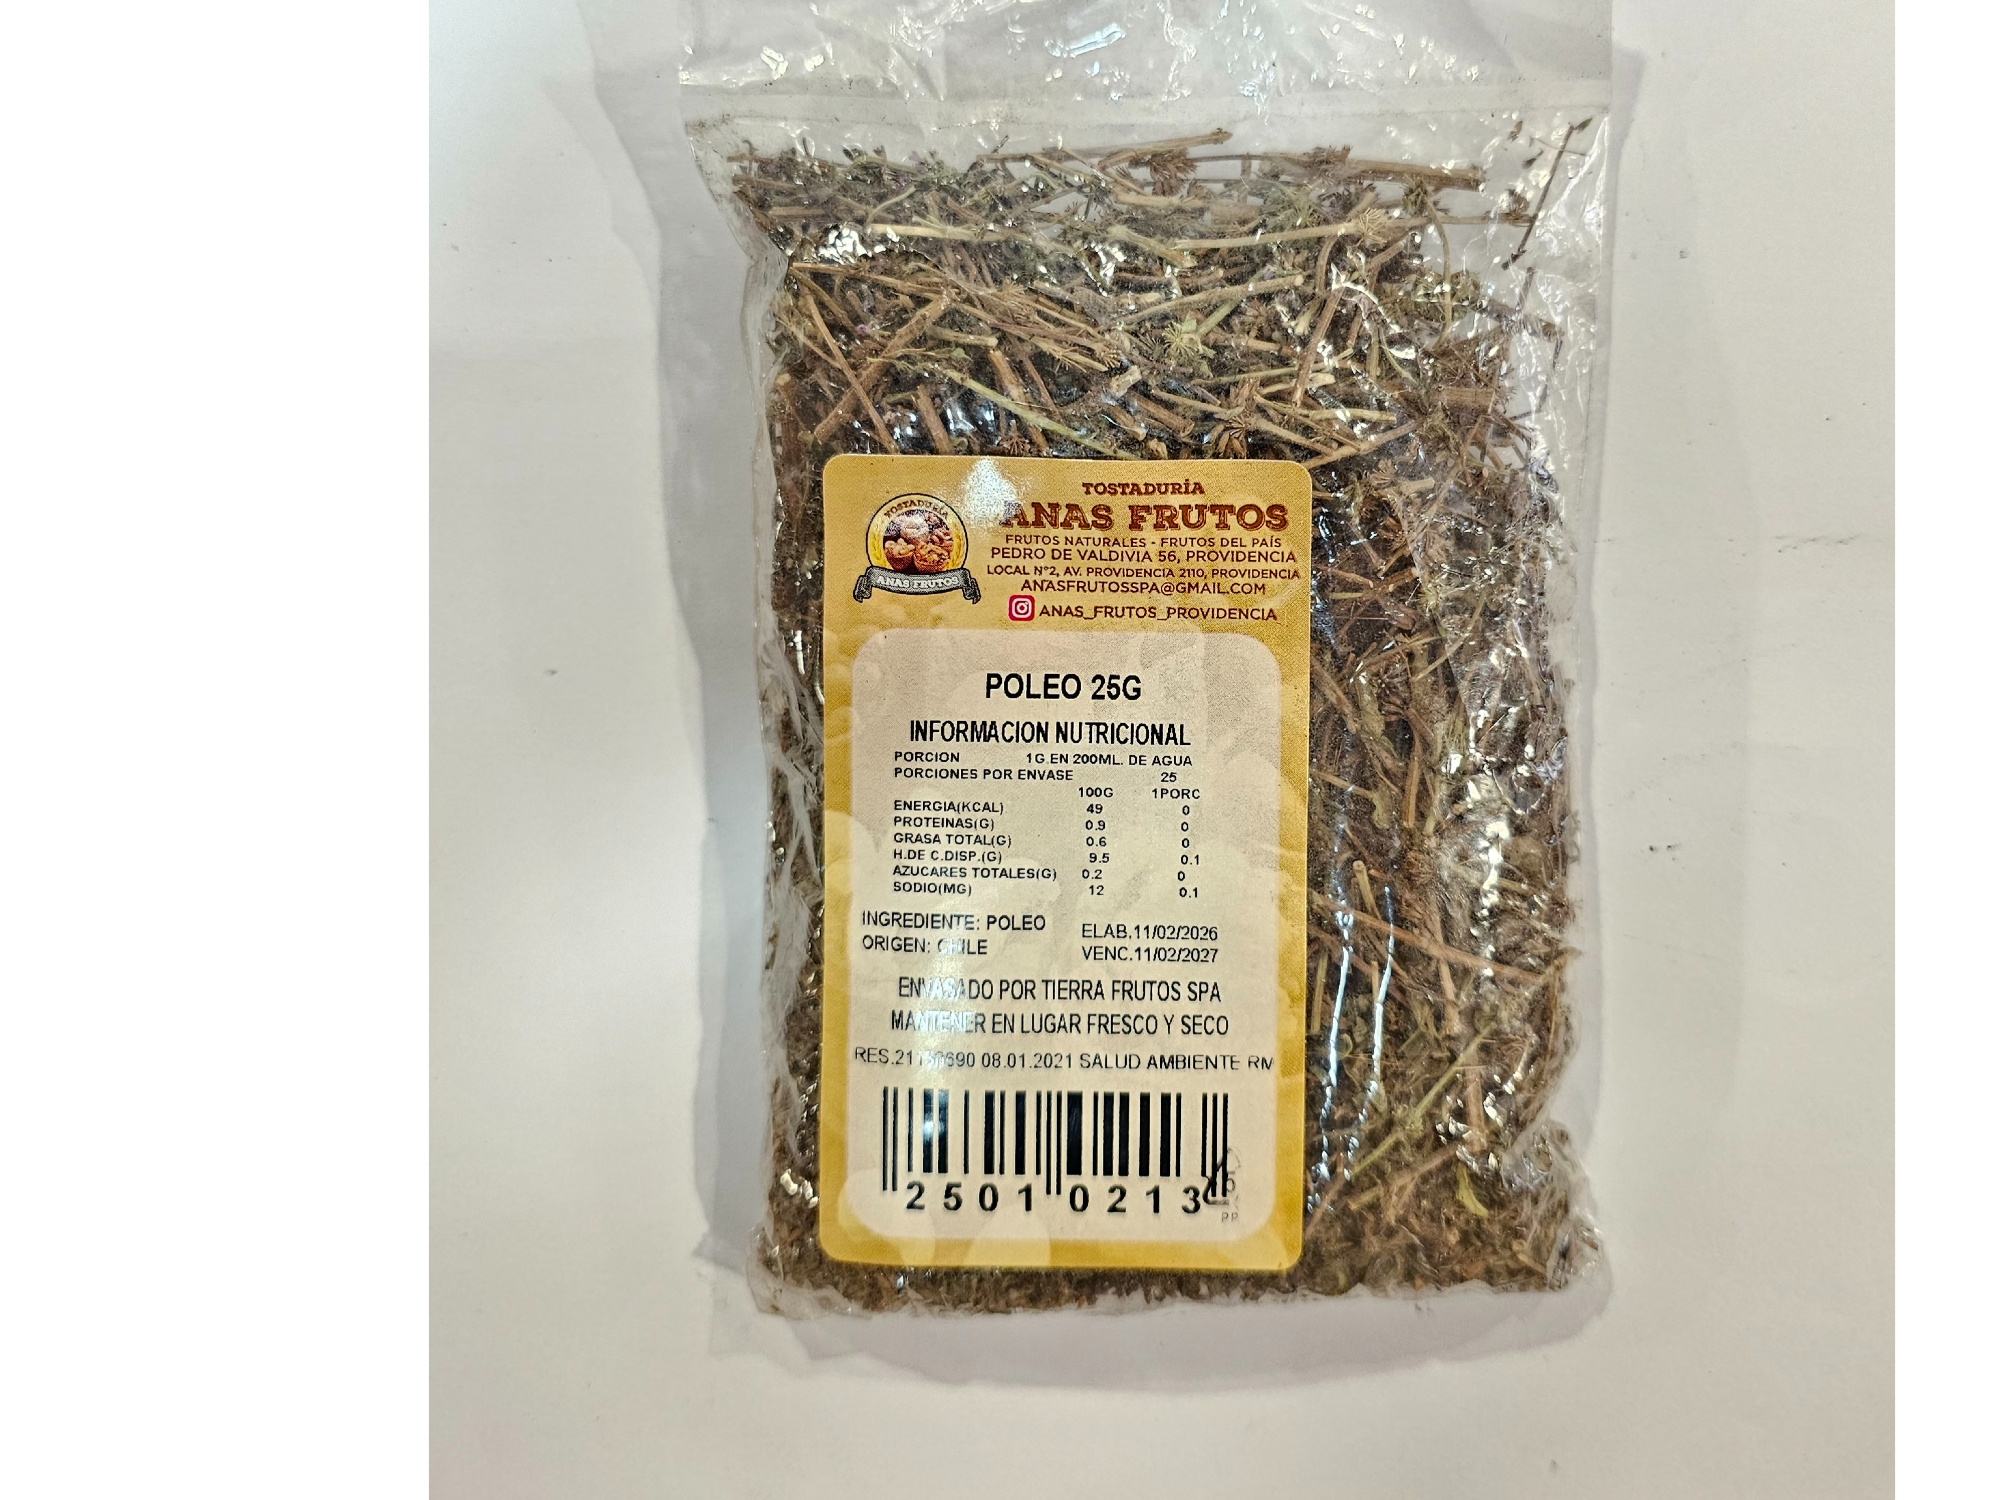 TOSTADURÍA
ANAS FRUTOS
TOSTADURÍA
ANAS FRUTOS
FRUTOS NATURALES - FRUTOS DEL PAÍS
PEDRO DE VALDIVIA 56, PROVIDENCIA
LOCAL N°2, AV. PROVIDENCIA 2110, PROVIDENCIA
ANASFRUTOSSPA@GMAIL.COM
ANAS_FRUTOS_PROVIDENCIA
POLEO 25G
INFORMACION NUTRICIONAL
PORCION 1G.EN 200ML. DE AGUA
PORCIONES POR ENVASE 25
100G 1PORC
ENERGIA(KCAL) 49 0
PROTEINAS(G) 0.9 0
GRASA TOTAL(G) 0.6 0
H.DE C.DISP.(G) 9.5 0.1
AZUCARES TOTALES(G) 0.2 0
SODIO(MG) 12 0.1
INGREDIENTE: POLEO
ORIGEN: CHILE
ELAB.11/02/2026
VENC.11/02/2027
ENVASADO POR TIERRA FRUTOS SPA
MANTENER EN LUGAR FRESCO Y SECO
08.01.2021 SALUD AMBIENTE RM
2501 0213
PP